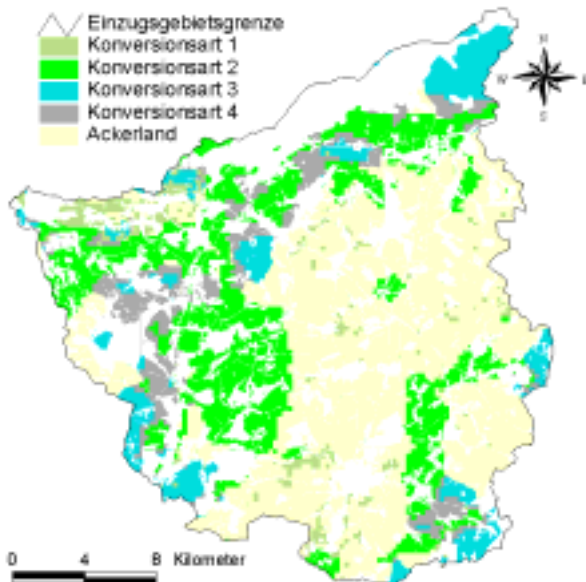 Einzugsgebietsgrenze
Konversionsart 1
Konversionsart 2
Konversionsart 3
Konversionsart 4
Ackerland
N
W
S
0 4 8 Kilometer